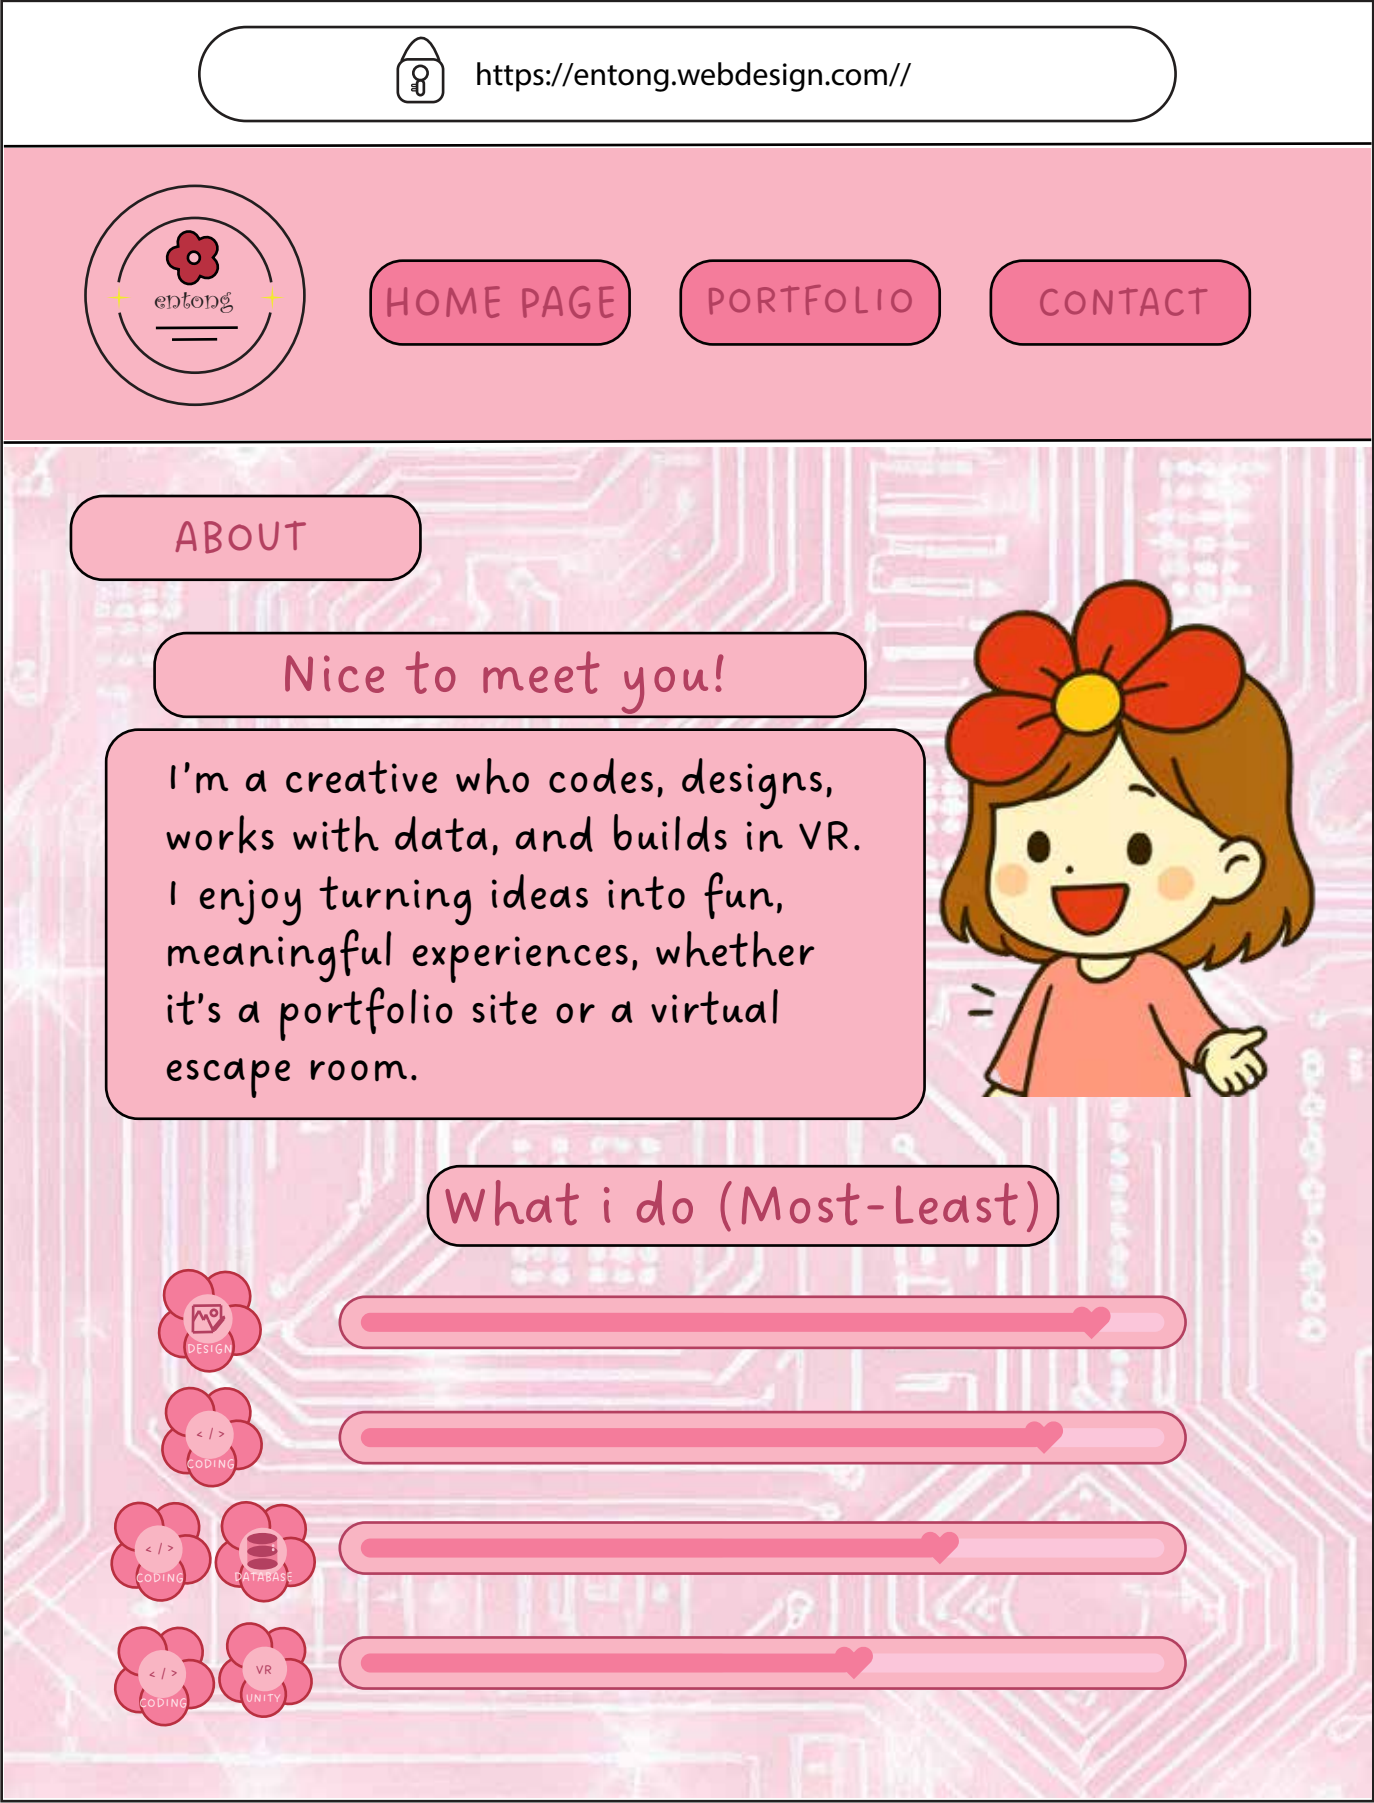 https://entong.webdesign.com//
entong
HOME PAGE
PORTFOLIO
CONTACT
ABOUT
Nice to meet you!
I'm a creative who codes, designs,
works with data, and builds in VR.
I enjoy turning ideas into fun,
meaningful experiences, whether
it's a portfolio site or a virtual
escape room.
What i do (Most-Least)
DESIGN
</>
CODING
</>
CODING
DATABASE
</>
CODING
VR
UNITY